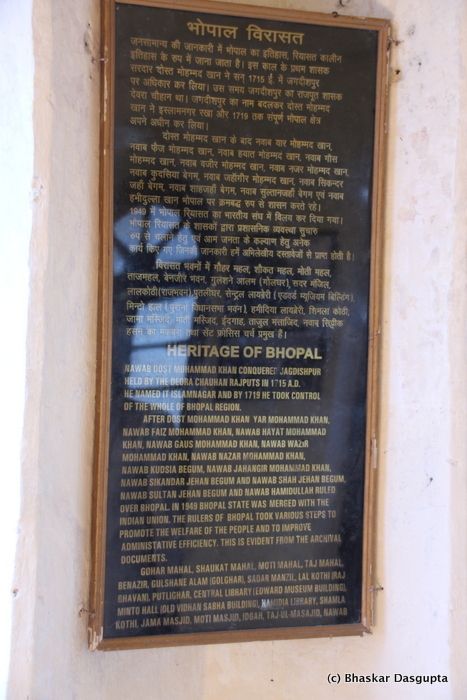 भोपाल विरासत
जनसामान्य की जानकारी में भोपाल का इतिहास, रियासत कालीन
इतिहास के रुप में जाना जाता है। इस काल के प्रथम शासक
सरदार दोस्त मोहम्मद खान ने सन् 1715 ई. में जगदीशपुर
पर अधिकार कर लिया। उस समय जगदीशपुर का राजपूत शासक
देवरा चौहान था। जगदीशपुर का नाम बदलकर दोस्त मोहम्मद
खान ने इस्लामनगर रखा और 1719 तक संपूर्ण भोपाल क्षेत्र
अपने अधीन कर लिया।
दोस्त मोहम्मद खान के बाद नवाब यार मोहम्मद खान,
नवाब फैज मोहम्मद खान, नवाब हयात मोहम्मद खान, नवाब गौस
मोहम्मद खान, नवाब वजीर मोहम्मद खान, नवाब नजर मोहम्मद खान,
नवाब कुदसिया बेगम, नवाब जहाँगीर मोहम्मद खान, नवाब सिकन्दर
जहाँ बेगम, नवाब शाहजहाँ बेगम, नवाब सुल्तानजहाँ बेगम एवं नवाब
हमीदुल्ला खान भोपाल पर क्रमबद्ध रुप से शासन करते रहें।
1949 में भोपाल रियासत का भारतीय संघ में विलय कर दिया गया।
भोपाल रियासत के शासकों द्वारा प्रशासनिक व्यवस्था सुचारु
रुप से चलाने हेतु एवं आम जनता के कल्याण हेतु अनेक
कार्य किए गए जिनकी जानकारी हमें अभिलेखीय दस्तावेजों से प्राप्त होती है।
विरासत भवनों में गौहर महल, शौकत महल, मोती महल,
ताजमहल, बेनजीर भवन, गुलशने आलम (गोलघर), सदर मंजिल,
लालकोठी(राजभवन),पुतलीघर, सेन्ट्रल लायब्रेरी (एडवर्ड म्यूजियम बिल्डिंग),
मिन्टो हाल (पुराना विधानसभा भवन), हमीदिया लायब्रेरी, शिमला कोठी,
जामा मस्जिद, मोती मस्जिद, ईदगाह, ताजुल मसाजिद, नवाब सिद्दीक
हसन का मकबरा तथा सेंट फ्रांसिस चर्च प्रमुख हैं।
HERITAGE OF BHOPAL
NAWAB DOST MUHAMMAD KHAN CONQUERED JAGDISHPUR
HELD BY THE DEORA CHAUHAN RAJPUTS IN 1715 A.D.
HE NAMED IT ISLAMNAGAR AND BY 1719 HE TOOK CONTROL
OF THE WHOLE OF BHOPAL REGION.
AFTER DOST MOHAMMAD KHAN YAR MOHAMMAD KHAN,
NAWAB FAIZ MOHAMMAD KHAN, NAWAB HAYAT MOHAMMAD
KHAN, NAWAB GAUS MOHAMMAD KHAN, NAWAB WAZIR
MOHAMMAD KHAN, NAWAB NAZAR MOHAMMAD KHAN,
NAWAB KUDSIA BEGUM, NAWAB JAHANGIR MOHAMMAD KHAN,
NAWAB SIKANDAR JEHAN BEGUM AND NAWAB SHAH JEHAN BEGUM,
NAWAB SULTAN JEHAN BEGUM AND NAWAB HAMIDULLAH RULED
OVER BHOPAL. IN 1949 BHOPAL STATE WAS MERGED WITH THE
INDIAN UNION. THE RULERS OF BHOPAL TOOK VARIOUS STEPS TO
PROMOTE THE WELFARE OF THE PEOPLE AND TO IMPROVE
ADMINISTATIVE EFFICIENCY. THIS IS EVIDENT FROM THE ARCHIVAL
DOCUMENTS.
GOHAR MAHAL, SHAUKAT MAHAL, MOTI MAHAL, TAJ MAHAL,
BENAZIR, GULSHANE ALAM (GOLGHAR), SADAR MANZIL, LAL KOTHI (RAJ
BHAVAN), PUTLIGHAR, CENTRAL LIBRARY (EDWARD MUSEUM BUILDING),
MINTO HALL (OLD VIDHAN SABHA BUILDING), HAMIDIA LIBRARY, SHAMLA
KOTHI, JAMA MASJID, MOTI MASJID, IDGAH, TAJ-UL-MASAJID, NAWAB
(c) Bhaskar Dasgupta